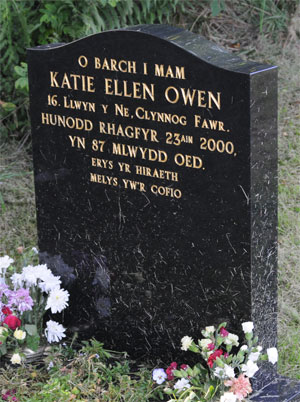 O BARCH I MAM
KATIE ELLEN OWEN
16. LLWYN Y NE, CLYNNOG FAWR.
HUNODD RHAGFYR 23AIN 2000,
YN 87 MLWYDD OED.
ERYS YR HIRAETH
MELYS YW'R COFIO